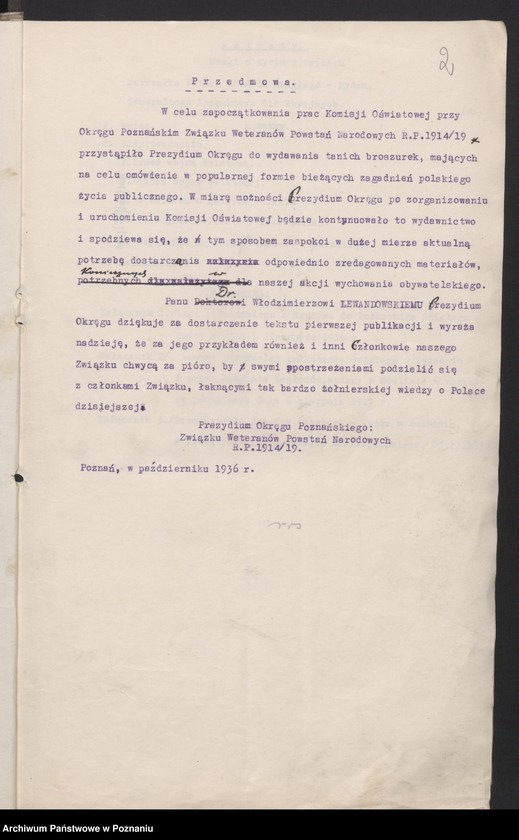 2
Przedmowa.
W celu zapoczątkowania prac Komisji Oświatowej przy
Okręgu Poznańskim Związku Weteranów Powstań Narodowych R.P.1914/19
przystąpiło Prezydium Okręgu do wydawania tanich broszurek, mających
na celu omówienie w popularnej formie bieżących zagadnień polskiego
życia publicznego. W miarę możności Prezydium Okręgu po zorganizowaniu
i uruchomieniu Komisji Oświatowej będzie kontynuowało to wydawnictwo
i spodziewa się, że tym sposobem zaspokoi w dużej mierze aktualną
potrzebę dostarczania odpowiednio zredagowanych materiałów,
koniecznych w
potrzebnych dla naszej akcji wychowania obywatelskiego.
Dr.
Panu Doktorowi Włodzimierzowi LEWANDOWSKIEMU Prezydium
Okręgu dziękuje za dostarczenie tekstu pierwszej publikacji i wyraża
nadzieję, że za jego przykładem również i inni Członkowie naszego
Związku chwycą za pióro, by swymi spostrzeżeniami podzielić się
z członkami Związku, łaknącymi tak bardzo żołnierskiej wiedzy o Polsce
dzisiejszej.
Prezydium Okręgu Poznańskiego:
Związku Weteranów Powstań Narodowych
R.P.1914/19.
Poznań, w październiku 1936 r.
Archiwum Państwowe w Poznaniu